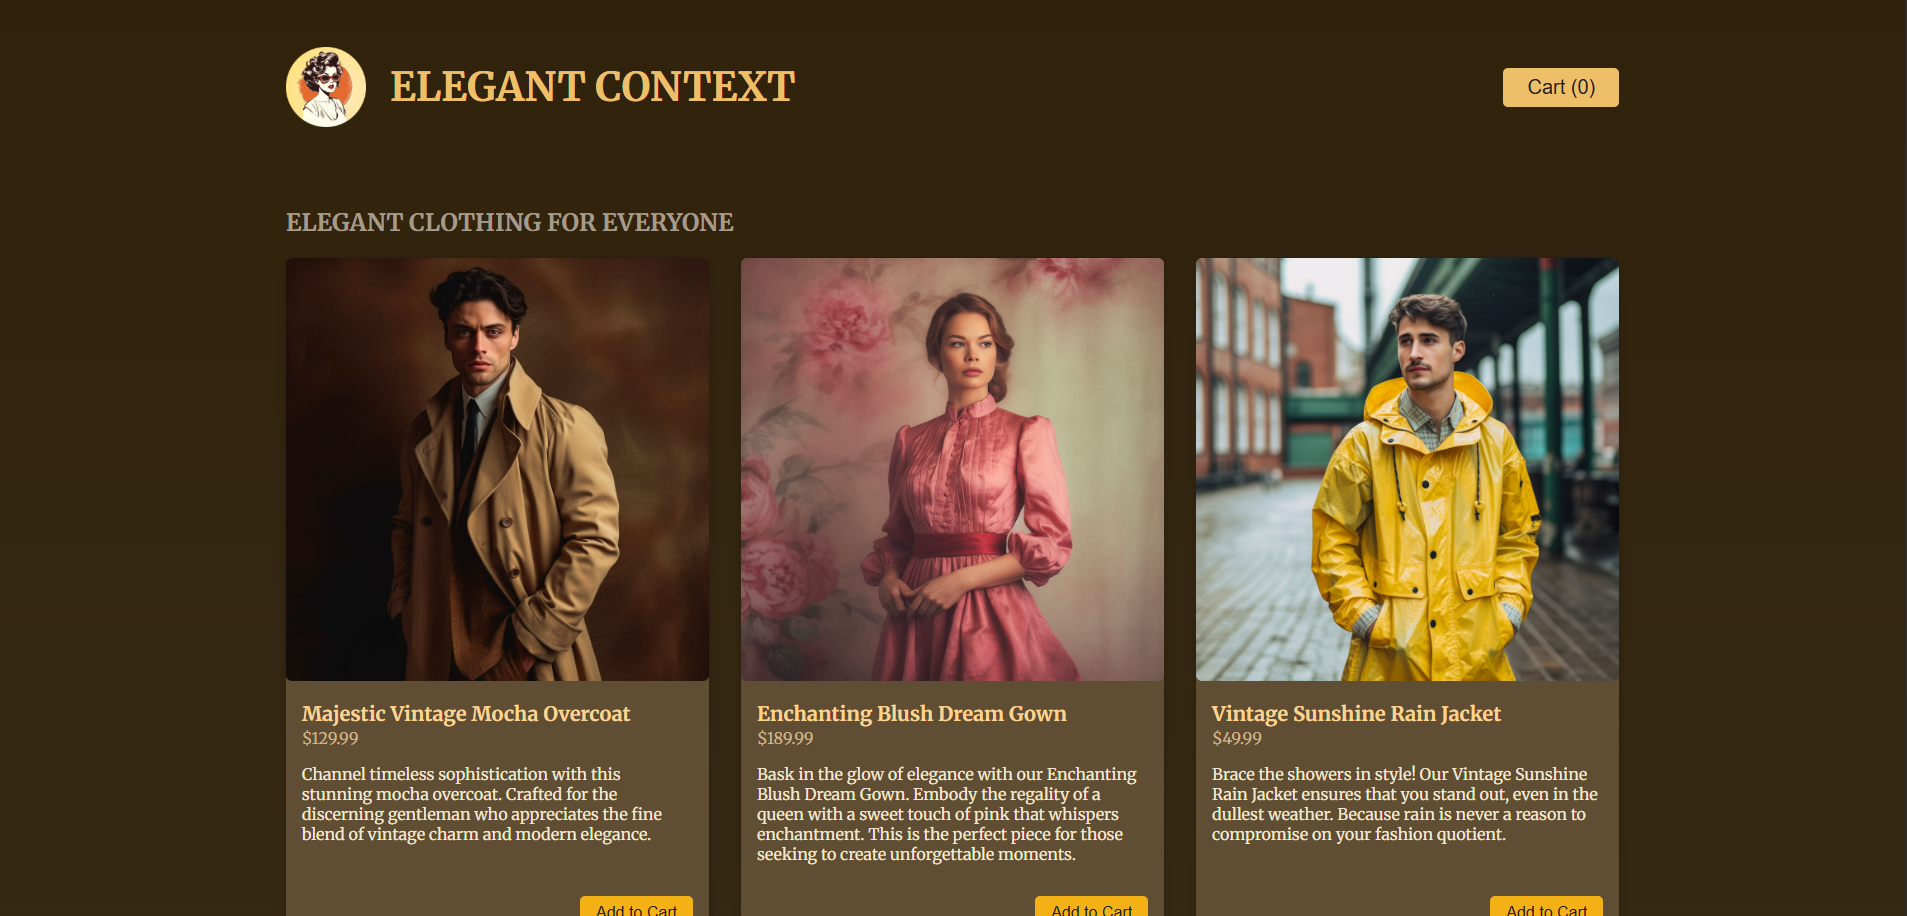 ELEGANT CONTEXT
Cart (0)
ELEGANT CLOTHING FOR EVERYONE
Majestic Vintage Mocha Overcoat
$129.99
Channel timeless sophistication with this
stunning mocha overcoat. Crafted for the
discerning gentleman who appreciates the fine
blend of vintage charm and modern elegance.
Add to Cart
Enchanting Blush Dream Gown
$189.99
Bask in the glow of elegance with our Enchanting
Blush Dream Gown. Embody the regality of a
queen with a sweet touch of pink that whispers
enchantment. This is the perfect piece for those
seeking to create unforgettable moments.
Add to Cart
Vintage Sunshine Rain Jacket
$49.99
Brace the showers in style! Our Vintage Sunshine
Rain Jacket ensures that you stand out, even in the
dullest weather. Because rain is never a reason to
compromise on your fashion quotient.
Add to Cart